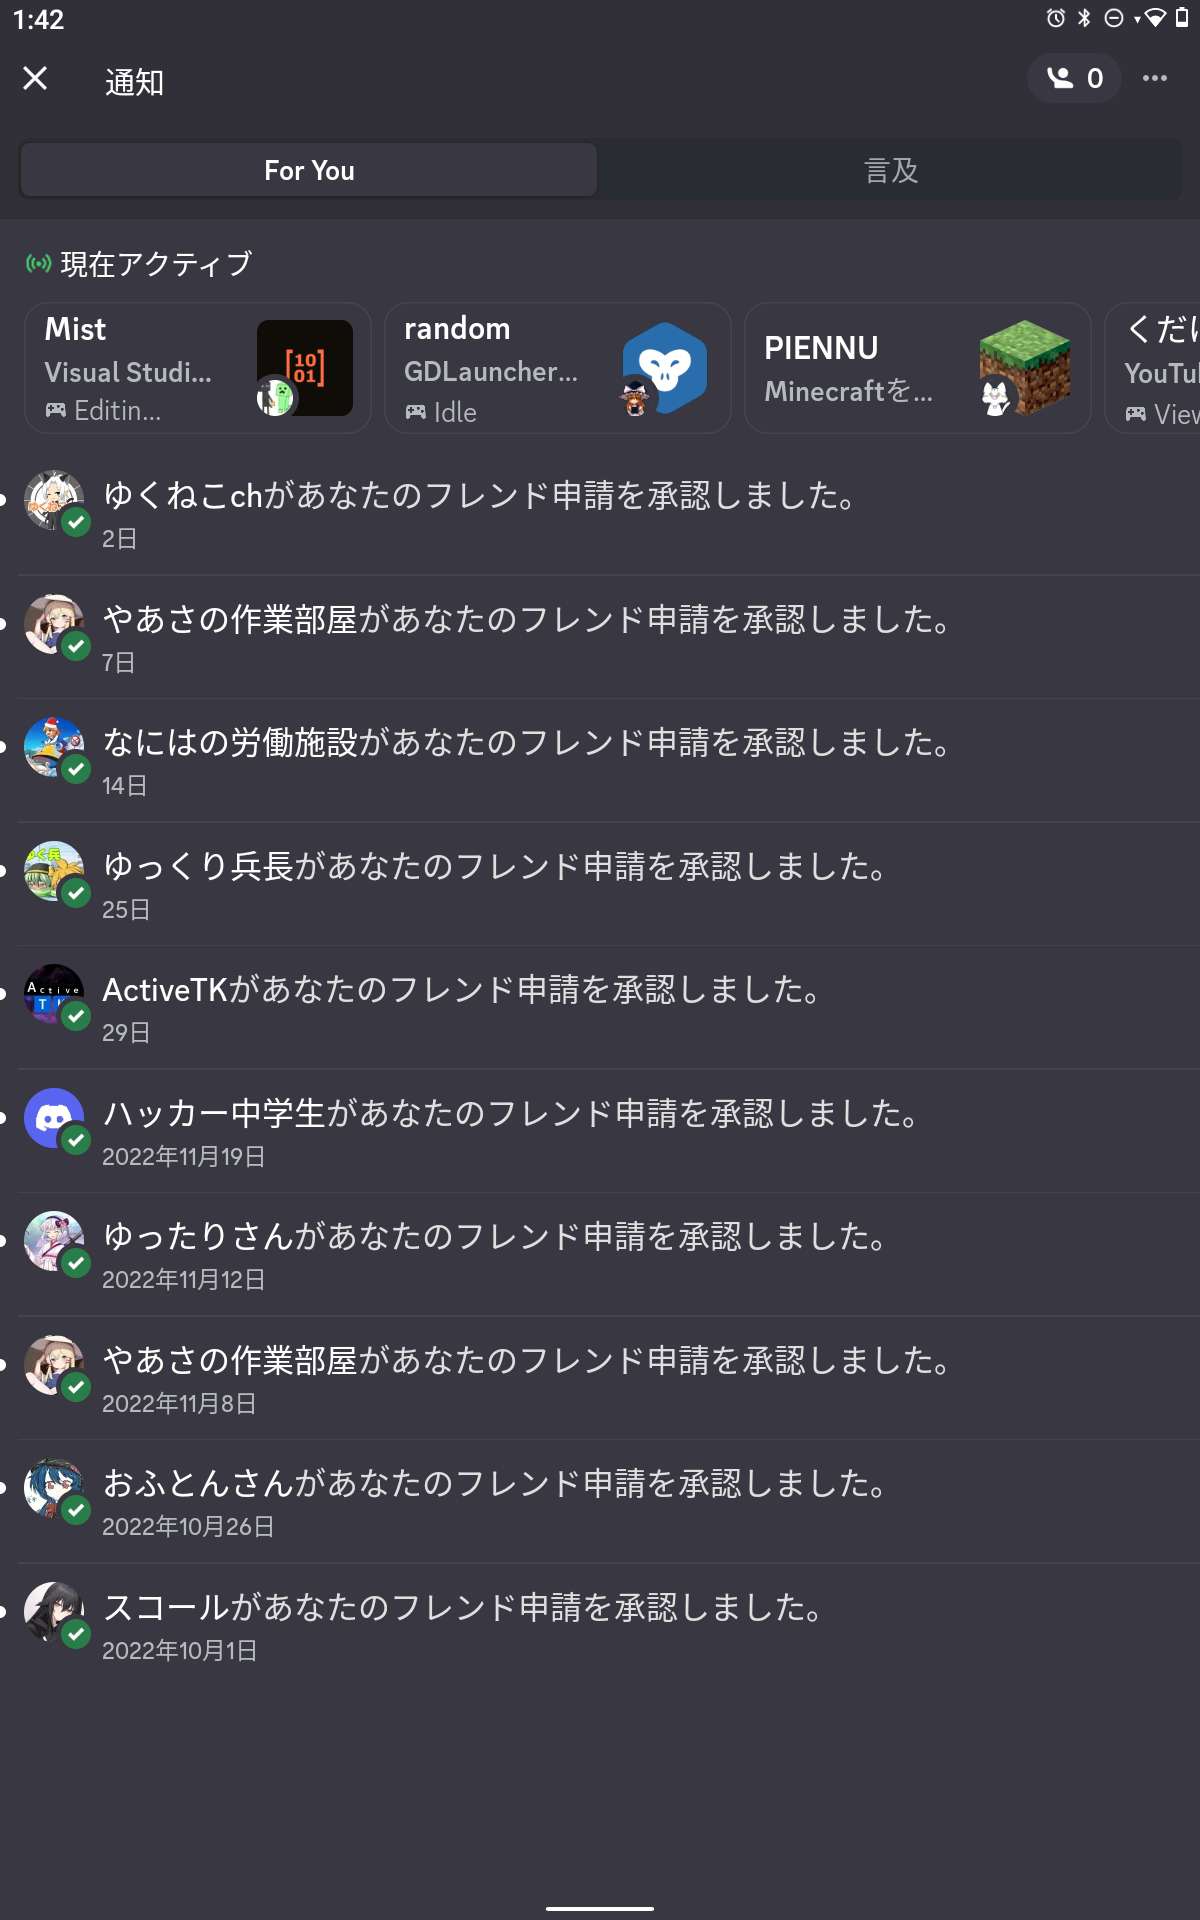 1:42
通知
0
For You
言及
現在アクティブ
Mist
Visual Studi...
Editin...
10
01
random
GDLauncher...
Idle
PIENNU
Minecraftを...
くだ
YouTu
View
ゆくねこchがあなたのフレンド申請を承認しました。
2日
やあさの作業部屋があなたのフレンド申請を承認しました。
7日
なにはの労働施設があなたのフレンド申請を承認しました。
14日
ゆっくり兵長があなたのフレンド申請を承認しました。
25日
Active
ActiveTKがあなたのフレンド申請を承認しました。
29日
ハッカー中学生があなたのフレンド申請を承認しました。
2022年11月19日
ゆったりさんがあなたのフレンド申請を承認しました。
2022年11月12日
やあさの作業部屋があなたのフレンド申請を承認しました。
2022年11月8日
おふとんさんがあなたのフレンド申請を承認しました。
2022年10月26日
スコールがあなたのフレンド申請を承認しました。
2022年10月1日